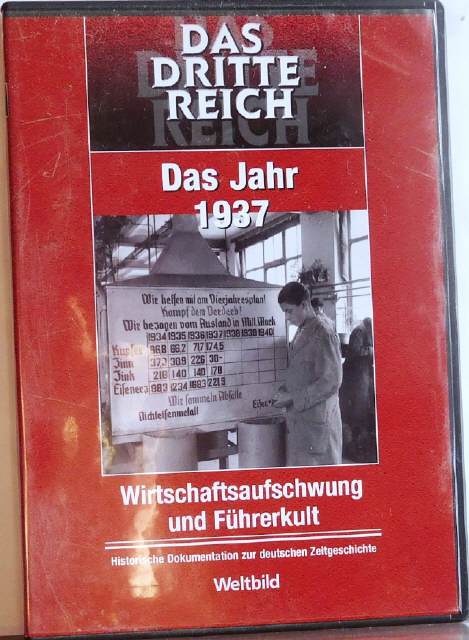 DAS
DRITTE
REICH
Das Jahr
1937
Wir helfen mit am Vierjahresplan!
Kampf dem Verderb!
Wir bezogen vom Ausland in Mill. Mark
1934 1935 1936 1937 1938 1939 1940
Kupfer
Zinn
Zink
Eisenerz
Wir sammeln Abfälle
Nichteisenmetall
Wirtschaftsaufschwung
und Führerkult
Historische Dokumentation zur deutschen Zeitgeschichte
Weltbild